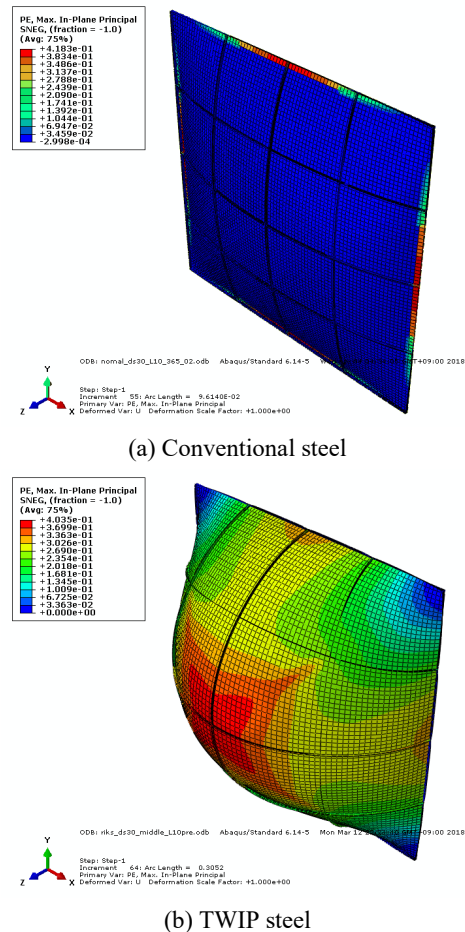 PE, Max. In-Plane Principal
SNEG, (fraction = -1.0)
(Avg: 75%)
+4.183e-01
+3.834e-01
+3.486e-01
+3.137e-01
+2.788e-01
+2.439e-01
+2.090e-01
+1.741e-01
+1.392e-01
+1.044e-01
+6.947e-02
+3.459e-02
-2.998e-04
ODB: nomal_ds30_L10_365_02.odb Abaqus/Standard 6.14-5 +09:00 2018
Y
Z X
Step: Step-1
Increment 55: Arc Length = 9.6140E-02
Primary Var: PE, Max. In-Plane Principal
Deformed Var: U Deformation Scale Factor: +1.000e+00
(a) Conventional steel
PE, Max. In-Plane Principal
SNEG, (fraction = -1.0)
(Avg: 75%)
+4.035e-01
+3.699e-01
+3.363e-01
+3.026e-01
+2.690e-01
+2.354e-01
+2.018e-01
+1.681e-01
+1.345e-01
+1.009e-01
+6.725e-02
+3.363e-02
+0.000e+00
ODB: riks_ds30_middle_L10pre.odb Abaqus/Standard 6.14-5 Mon Mar 12 +09:00 2018
Y
Z X
Step: Step-1
Increment 64: Arc Length = 0.3052
Primary Var: PE, Max. In-Plane Principal
Deformed Var: U Deformation Scale Factor: +1.000e+00
(b) TWIP steel